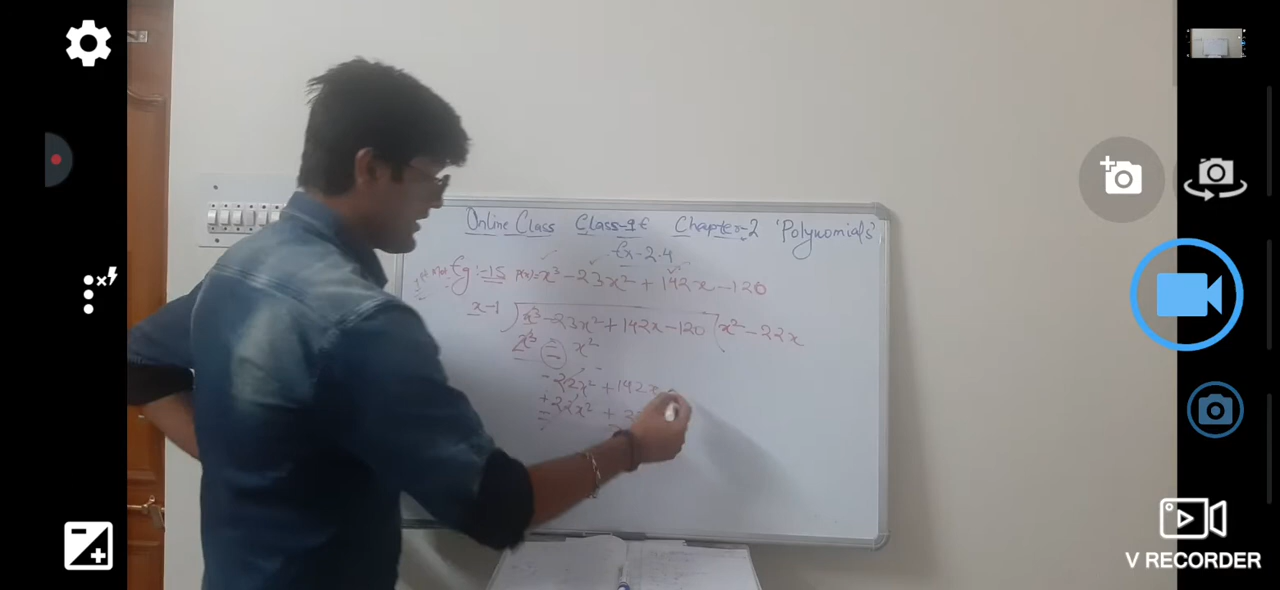 Online Class Class-9th Chapter-2 'Polynomials'
Ex-2.4
Eg:-15 P(x)=x³-23x²+142x-120
x-1 ) x³-23x²+142x-120 ( x²-22x
x³ - x²
-22x²+142x
-22x² + 22
V RECORDER